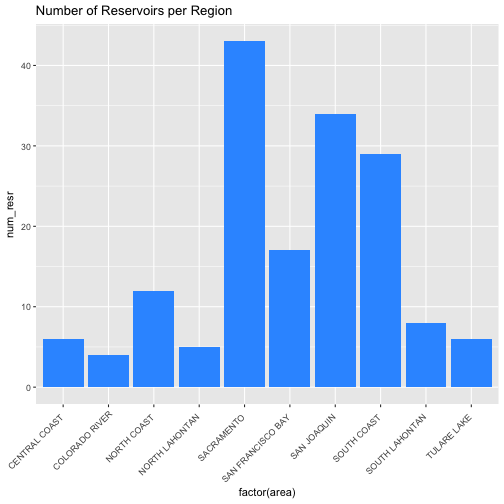 Number of Reservoirs per Region
num_resr
40
30
20
10
0
CENTRAL COAST
COLORADO RIVER
NORTH COAST
NORTH LAHONTAN
SACRAMENTO
SAN FRANCISCO BAY
SAN JOAQUIN
SOUTH COAST
SOUTH LAHONTAN
TULARE LAKE
factor(area)